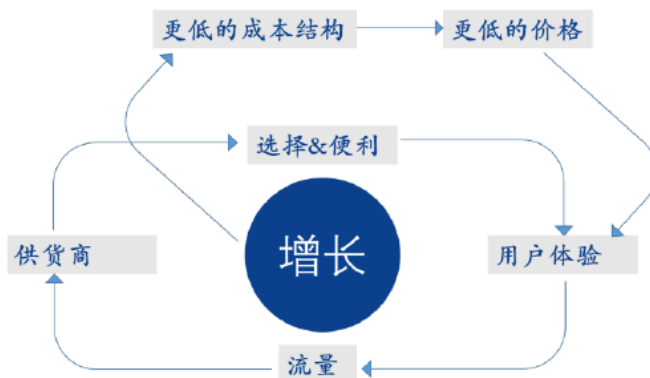 更低的成本结构
更低的价格
选择&便利
增长
供货商
用户体验
流量